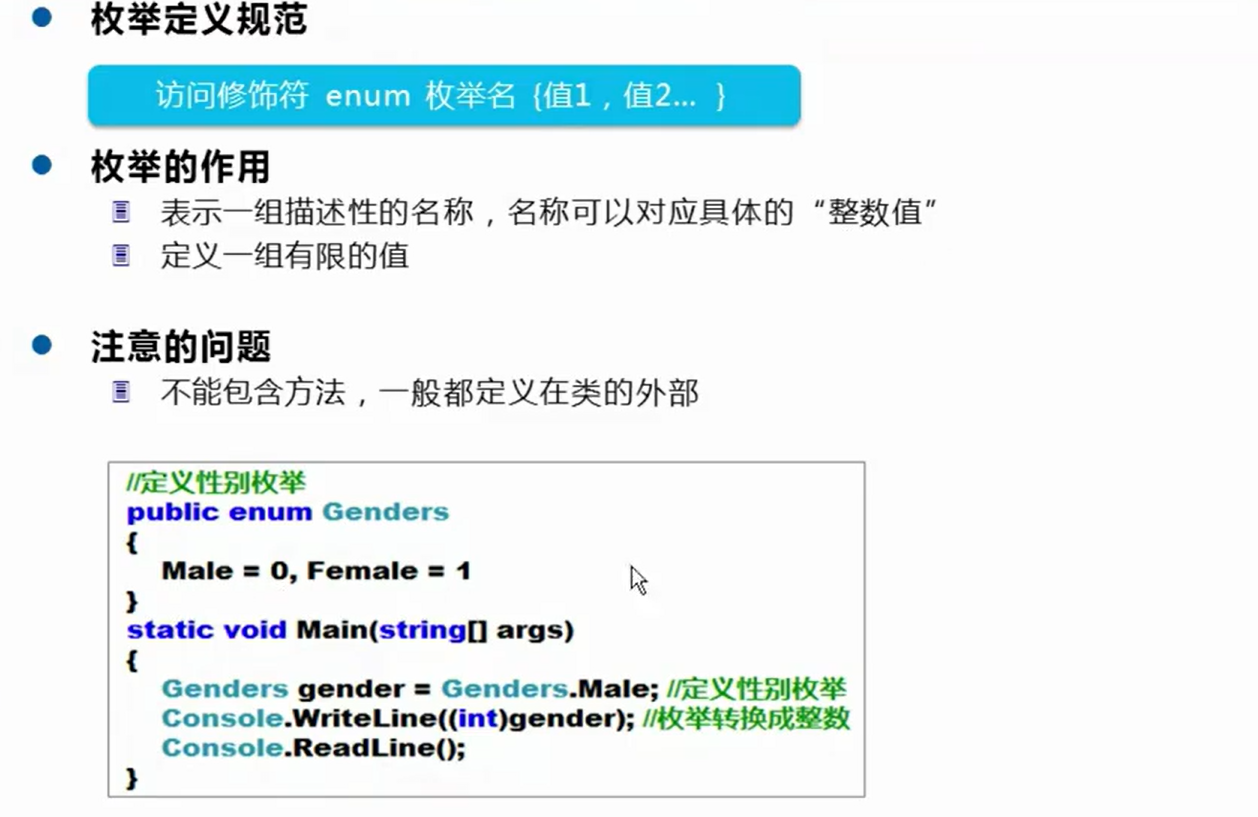 枚举定义规范
访问修饰符 enum 枚举名 {值1，值2... }
枚举的作用
表示一组描述性的名称，名称可以对应具体的“整数值”
定义一组有限的值
注意的问题
不能包含方法，一般都定义在类的外部
//定义性别枚举
public enum Genders
{
Male = 0, Female = 1
}
static void Main(string[] args)
{
Genders gender = Genders.Male; //定义性别枚举
Console.WriteLine((int)gender); //枚举转换成整数
Console.ReadLine();
}